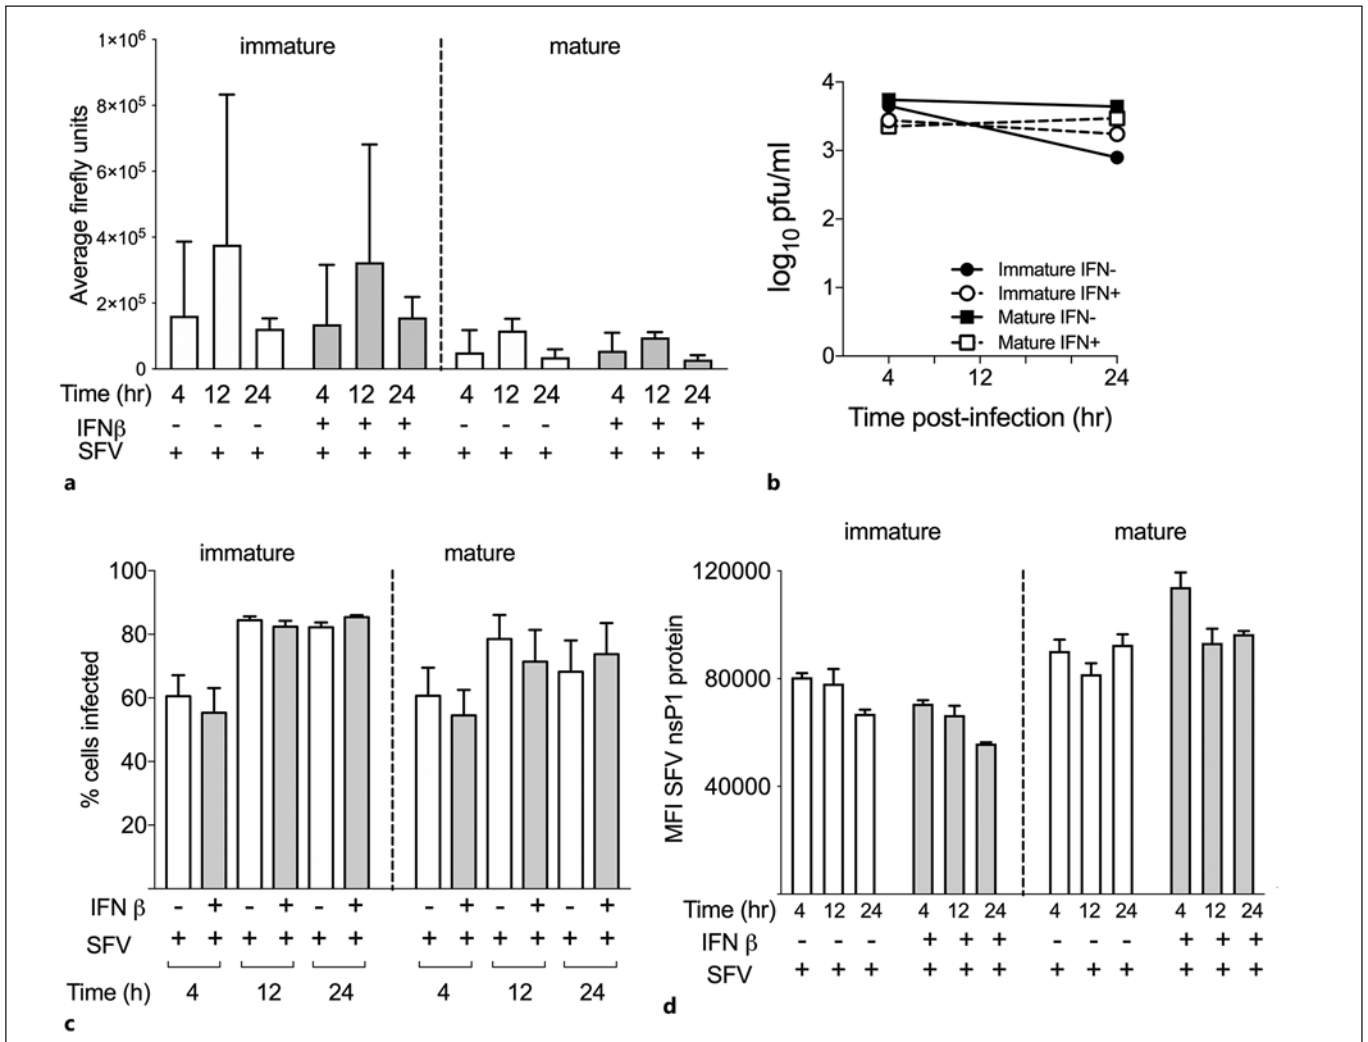 immature mature
Average firefly units
1×10⁶
8×10⁵
6×10⁵
4×10⁵
2×10⁵
0
Time (hr) 4 12 24 4 12 24 4 12 24 4 12 24
IFNβ - - - + + + - - - + + +
SFV + + + + + + + + + + + +
a
log₁₀ pfu/ml
4
3
2
1
0
Immature IFN-
Immature IFN+
Mature IFN-
Mature IFN+
4 12 24
Time post-infection (hr)
b
immature mature
% cells infected
100
80
60
40
20
IFN β - + - + - + - + - + - +
SFV + + + + + + + + + + + +
Time (h) 4 12 24 4 12 24
c
immature mature
MFI SFV nsP1 protein
120000
80000
40000
Time (hr) 4 12 24 4 12 24 4 12 24 4 12 24
IFN β - - - + + + - - - + + +
SFV + + + + + + + + + + + +
d